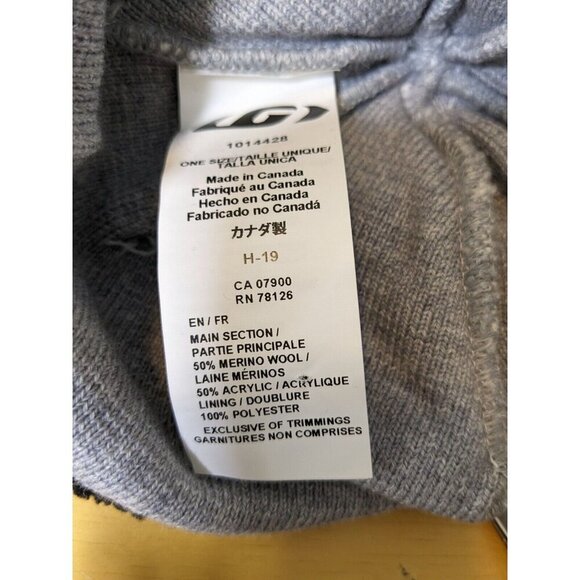 1014428
ONE SIZE/TAILLE UNIQUE/
TALLA UNICA
Made in Canada
Fabriqué au Canada
Hecho en Canada
Fabricado no Canadá
カナダ製
H-19
CA 07900
RN 78126
EN / FR
MAIN SECTION /
PARTIE PRINCIPALE
50% MERINO WOOL /
LAINE MÉRINOS
50% ACRYLIC / ACRYLIQUE
LINING / DOUBLURE
100% POLYESTER
EXCLUSIVE OF TRIMMINGS
GARNITURES NON COMPRISES